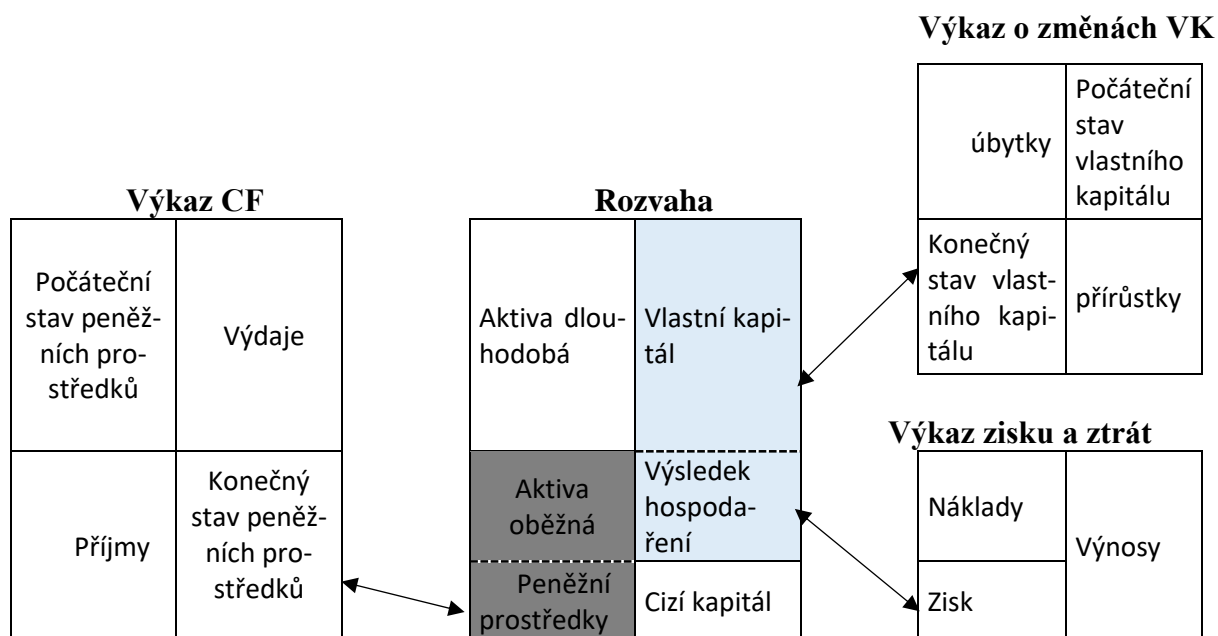 Výkaz o změnách VK
úbytky
Počáteční
stav
vlastního
kapitálu
Konečný
stav vlast-
ního kapi-
tálu
přírůstky
Výkaz CF
Počáteční
stav peněž-
ních pro-
středků
Výdaje
Příjmy
Konečný
stav peněž-
ních pro-
středků
Rozvaha
Aktiva dlou-
hodobá
Vlastní kapi-
tál
Aktiva
oběžná
Výsledek
hospoda-
ření
Peněžní
prostředky
Cizí kapitál
Výkaz zisku a ztrát
Náklady
Výnosy
Zisk